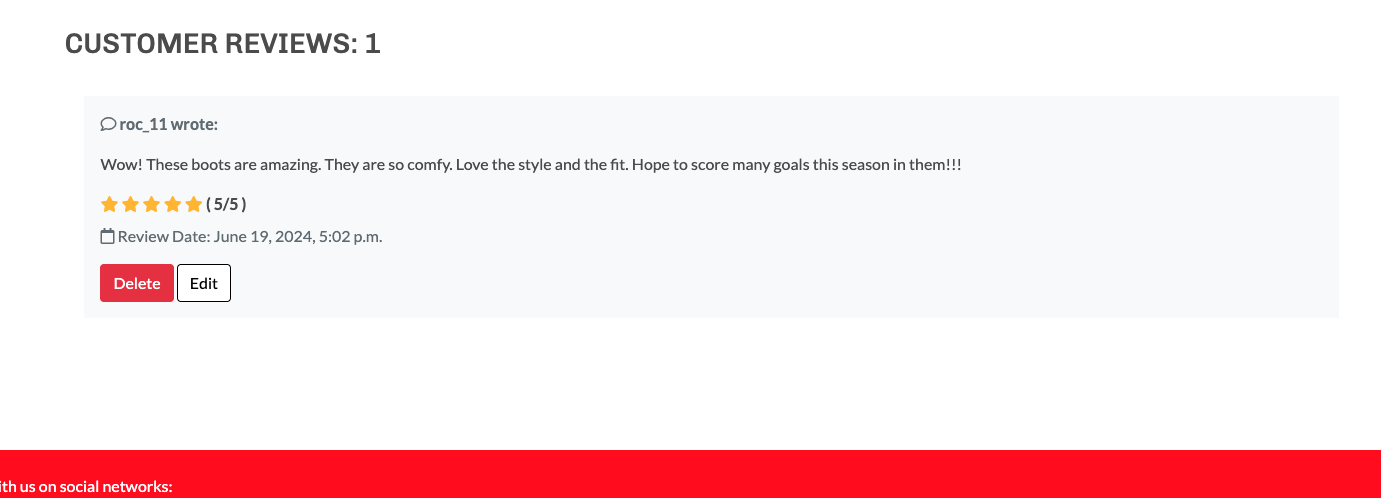 CUSTOMER REVIEWS: 1
roc_11 wrote:
Wow! These boots are amazing. They are so comfy. Love the style and the fit. Hope to score many goals this season in them!!!
( 5/5 )
Review Date: June 19, 2024, 5:02 p.m.
Delete Edit
us on social networks: